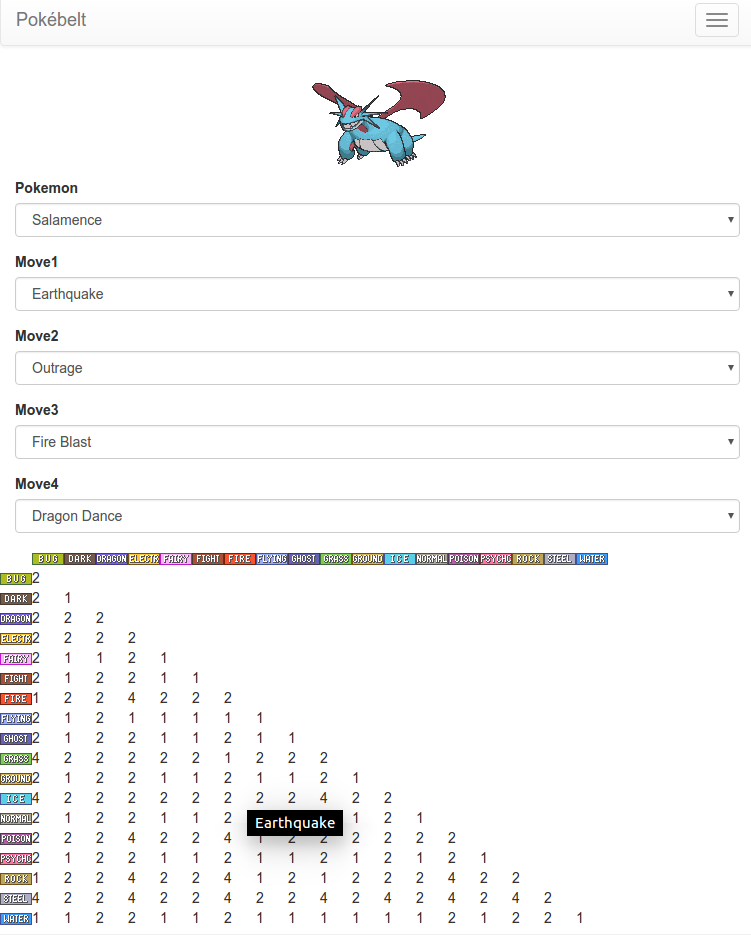 Pokébelt
Pokemon
Salamence
Move1
Earthquake
Move2
Outrage
Move3
Fire Blast
Move4
Dragon Dance
BUG DARK DRAGON ELECTR FAIRY FIGHT FIRE FLYING GHOST GRASS GROUND ICE NORMAL POISON PSYCHC ROCK STEEL WATER
BUG 2
DARK 2 1
DRAGON 2 2 2
ELECTR 2 2 2 2
FAIRY 2 1 1 2 1
FIGHT 2 1 2 2 1 1
FIRE 1 2 2 4 2 2 2
FLYING 2 1 2 1 1 1 1 1
GHOST 2 1 2 2 1 1 2 1 1
GRASS 4 2 2 2 2 2 1 2 2 2
GROUND 2 1 2 2 1 1 2 1 1 2 1
ICE 4 2 2 2 2 2 2 2 2 4 2 2
NORMAL 2 1 2 2 1 1 2 Earthquake 1 2 1
POISON 2 2 2 4 2 2 4 1 2 2 2 2 2 2
PSYCHC 2 1 2 2 1 1 2 1 1 2 1 2 1 2 1
ROCK 1 2 2 4 2 2 4 1 2 1 2 2 2 4 2 2
STEEL 4 2 2 4 2 2 4 2 2 4 2 4 2 4 2 4 2
WATER 1 1 2 2 1 1 2 1 1 1 1 1 1 2 1 2 2 1